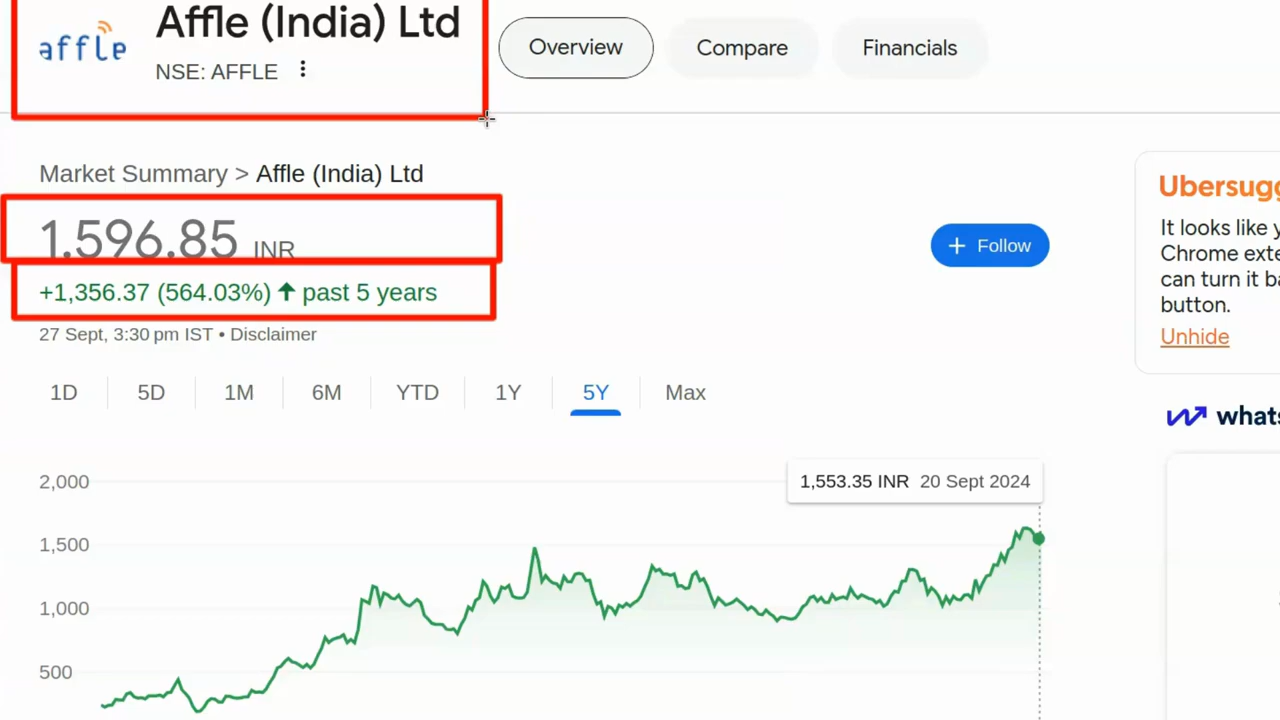 affle
Affle (India) Ltd
NSE: AFFLE
Overview
Compare
Financials
Market Summary > Affle (India) Ltd
1,596.85 INR
+1,356.37 (564.03%) ↑ past 5 years
27 Sept, 3:30 pm IST • Disclaimer
+ Follow
1D
5D
1M
6M
YTD
1Y
5Y
Max
2,000
1,500
1,000
500
1,553.35 INR 20 Sept 2024
Ubersugg
It looks like y
Chrome exte
can turn it ba
button.
Unhide
whats